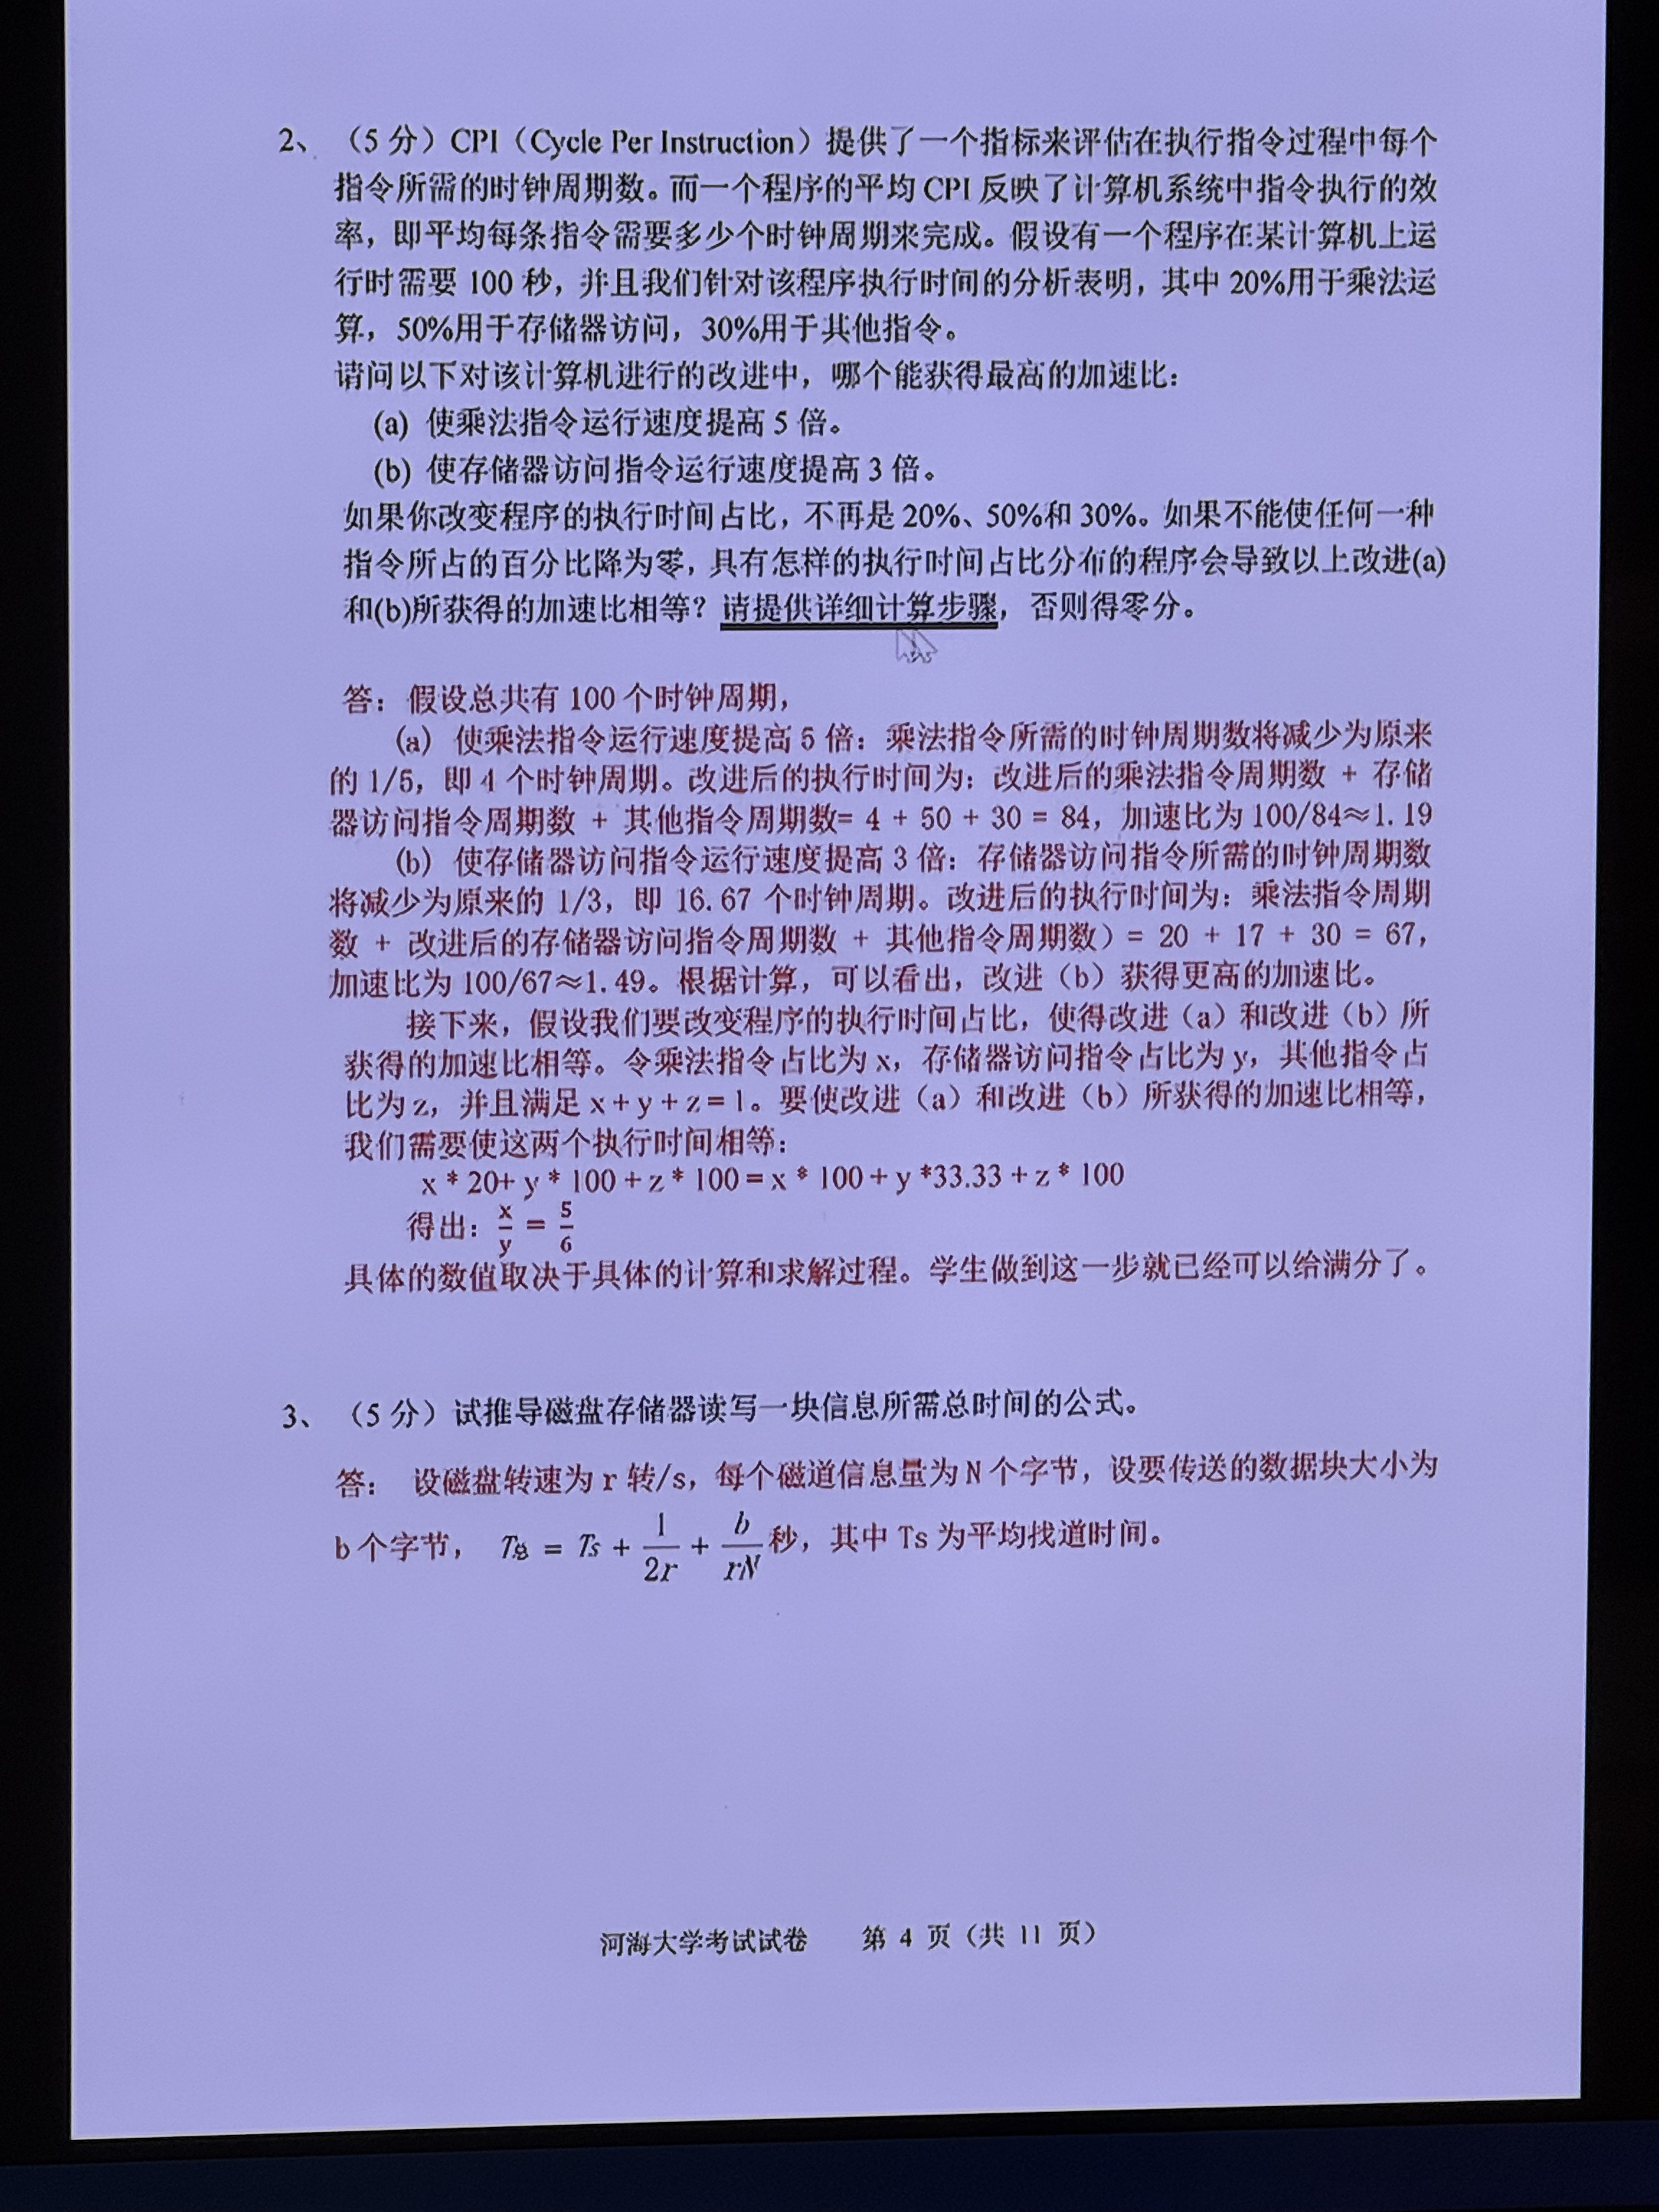 2、（5 分）CPI（Cycle Per Instruction）提供了一个指标来评估在执行指令过程中每个
指令所需的时钟周期数。而一个程序的平均 CPI 反映了计算机系统中指令执行的效
率，即平均每条指令需要多少个时钟周期来完成。假设有一个程序在某计算机上运
行时需要 100 秒，并且我们针对该程序执行时间的分析表明，其中 20%用于乘法运
算，50%用于存储器访问，30%用于其他指令。
请问以下对该计算机进行的改进中，哪个能获得最高的加速比：
(a) 使乘法指令运行速度提高 5 倍。
(b) 使存储器访问指令运行速度提高 3 倍。
如果你改变程序的执行时间占比，不再是 20%、50%和 30%。如果不能使任何一种
指令所占的百分比降为零，具有怎样的执行时间占比分布的程序会导致以上改进(a)
和(b)所获得的加速比相等？请提供详细计算步骤，否则得零分。
答：假设总共有 100 个时钟周期，
(a) 使乘法指令运行速度提高 5 倍：乘法指令所需的时钟周期数将减少为原来
的 1/5，即 4 个时钟周期。改进后的执行时间为：改进后的乘法指令周期数 + 存储
器访问指令周期数 + 其他指令周期数= 4 + 50 + 30 = 84，加速比为 100/84≈1.19
(b) 使存储器访问指令运行速度提高 3 倍：存储器访问指令所需的时钟周期数
将减少为原来的 1/3，即 16.67 个时钟周期。改进后的执行时间为：乘法指令周期
数 + 改进后的存储器访问指令周期数 + 其他指令周期数）= 20 + 17 + 30 = 67，
加速比为 100/67≈1.49。根据计算，可以看出，改进（b）获得更高的加速比。
接下来，假设我们要改变程序的执行时间占比，使得改进（a）和改进（b）所
获得的加速比相等。令乘法指令占比为 x，存储器访问指令占比为 y，其他指令占
比为 z，并且满足 x+y+z=1。要使改进（a）和改进（b）所获得的加速比相等，
我们需要使这两个执行时间相等：
x * 20+ y * 100 + z * 100 = x * 100 + y *33.33 + z * 100
得出：x/y = 5/6
具体的数值取决于具体的计算和求解过程。学生做到这一步就已经可以给满分了。
3、（5 分）试推导磁盘存储器读写一块信息所需总时间的公式。
答： 设磁盘转速为 r 转/s，每个磁道信息量为 N 个字节，设要传送的数据块大小为
b 个字节， = Ts + 1/2r + b/rN 秒，其中 Ts 为平均找道时间。
河海大学考试试卷 第 4 页（共 11 页）